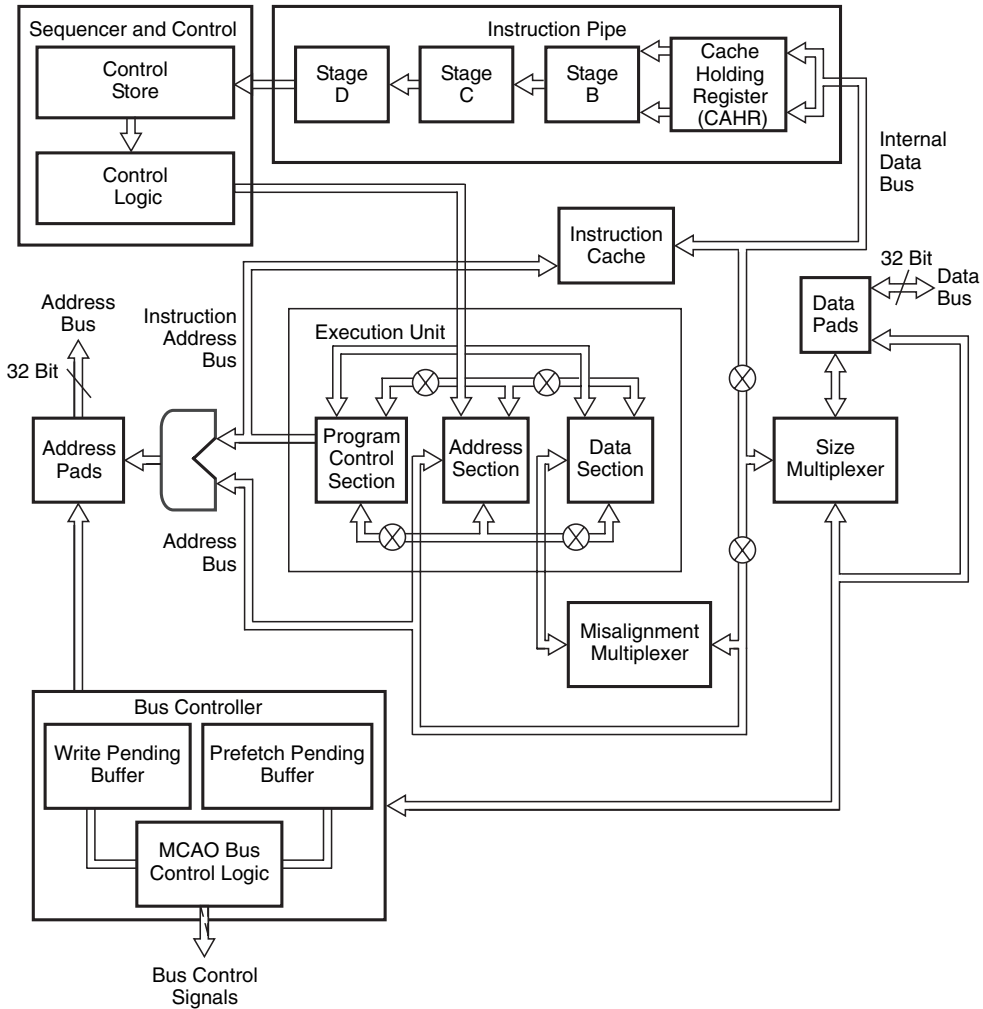 Sequencer and Control
Control
Store
Control
Logic
Instruction Pipe
Stage
D
Stage
C
Stage
B
Cache
Holding
Register
(CAHR)
Internal
Data
Bus
Instruction
Cache
32 Bit
Data
Bus
Data
Pads
Address
Bus
32 Bit
Instruction
Address
Bus
Execution Unit
Address
Pads
Program
Control
Section
Address
Section
Data
Section
Size
Multiplexer
Address
Bus
Misalignment
Multiplexer
Bus Controller
Write Pending
Buffer
Prefetch Pending
Buffer
MCAO Bus
Control Logic
Bus Control
Signals